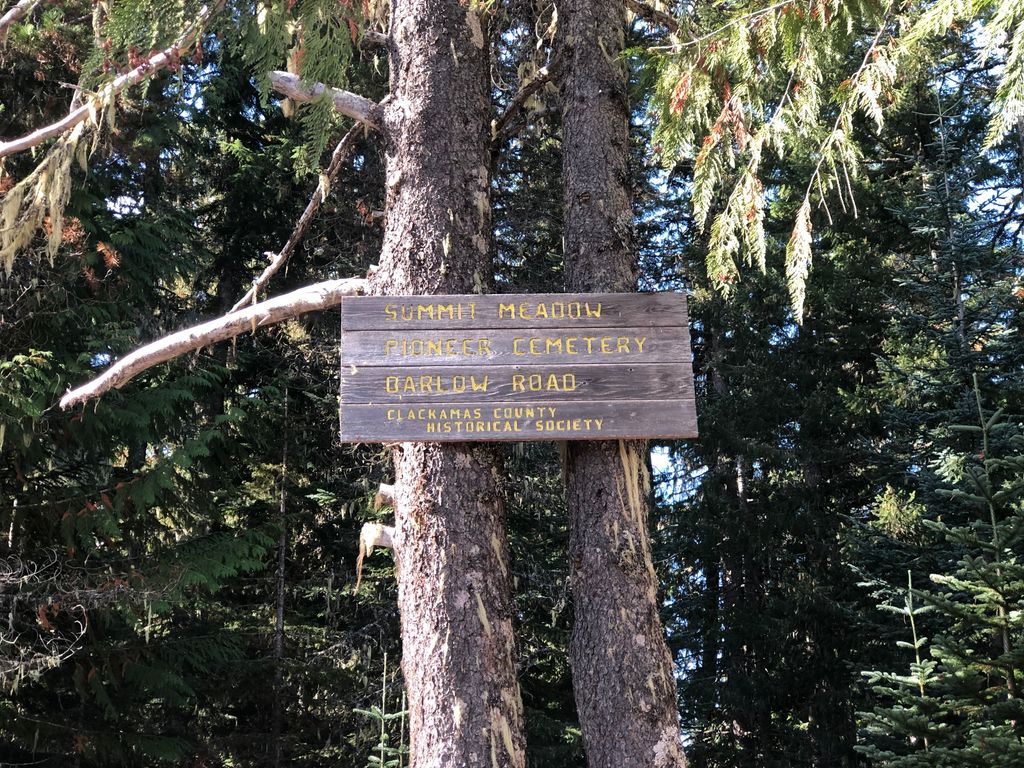 SUMMIT MEADOW
PIONEER CEMETERY
BARLOW ROAD
CLACKAMAS COUNTY
HISTORICAL SOCIETY